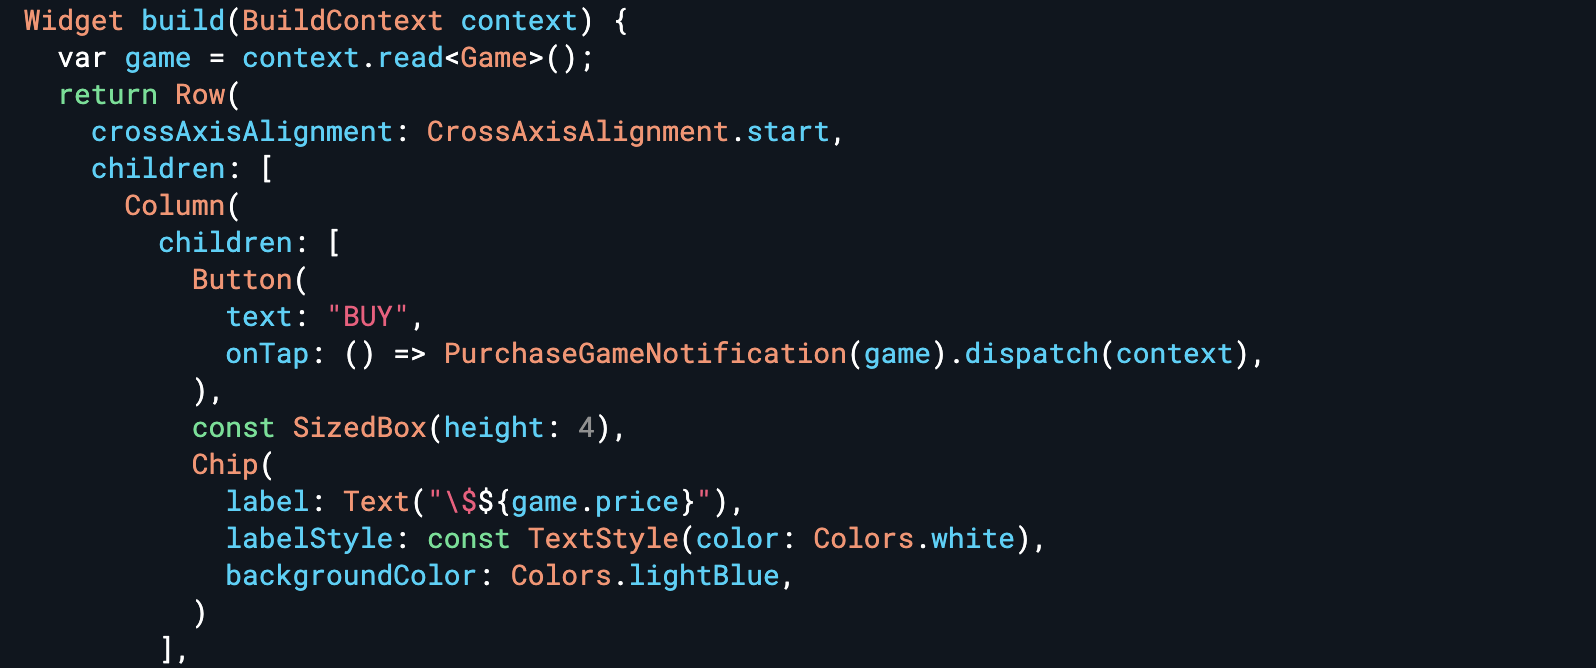 Widget build(BuildContext context) {
  var game = context.read<Game>();
  return Row(
    crossAxisAlignment: CrossAxisAlignment.start,
    children: [
      Column(
        children: [
          Button(
            text: "BUY",
            onTap: () => PurchaseGameNotification(game).dispatch(context),
          ),
          const SizedBox(height: 4),
          Chip(
            label: Text("\$${game.price}"),
            labelStyle: const TextStyle(color: Colors.white),
            backgroundColor: Colors.lightBlue,
          )
        ],